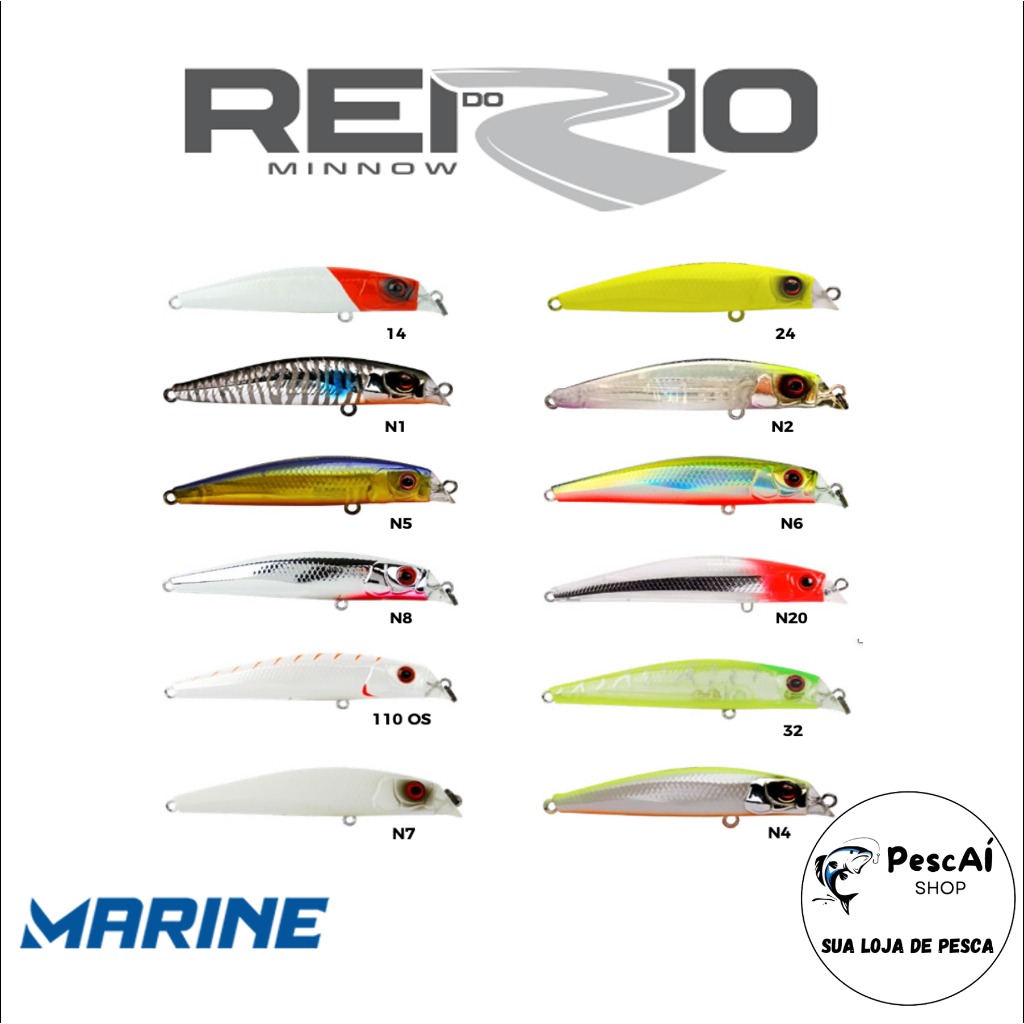 REI DO RIO
MINNOW
14
24
N1
N2
N5
N6
N8
N20
110 OS
32
N7
N4
MARINE
PescAÍ
SHOP
SUA LOJA DE PESCA